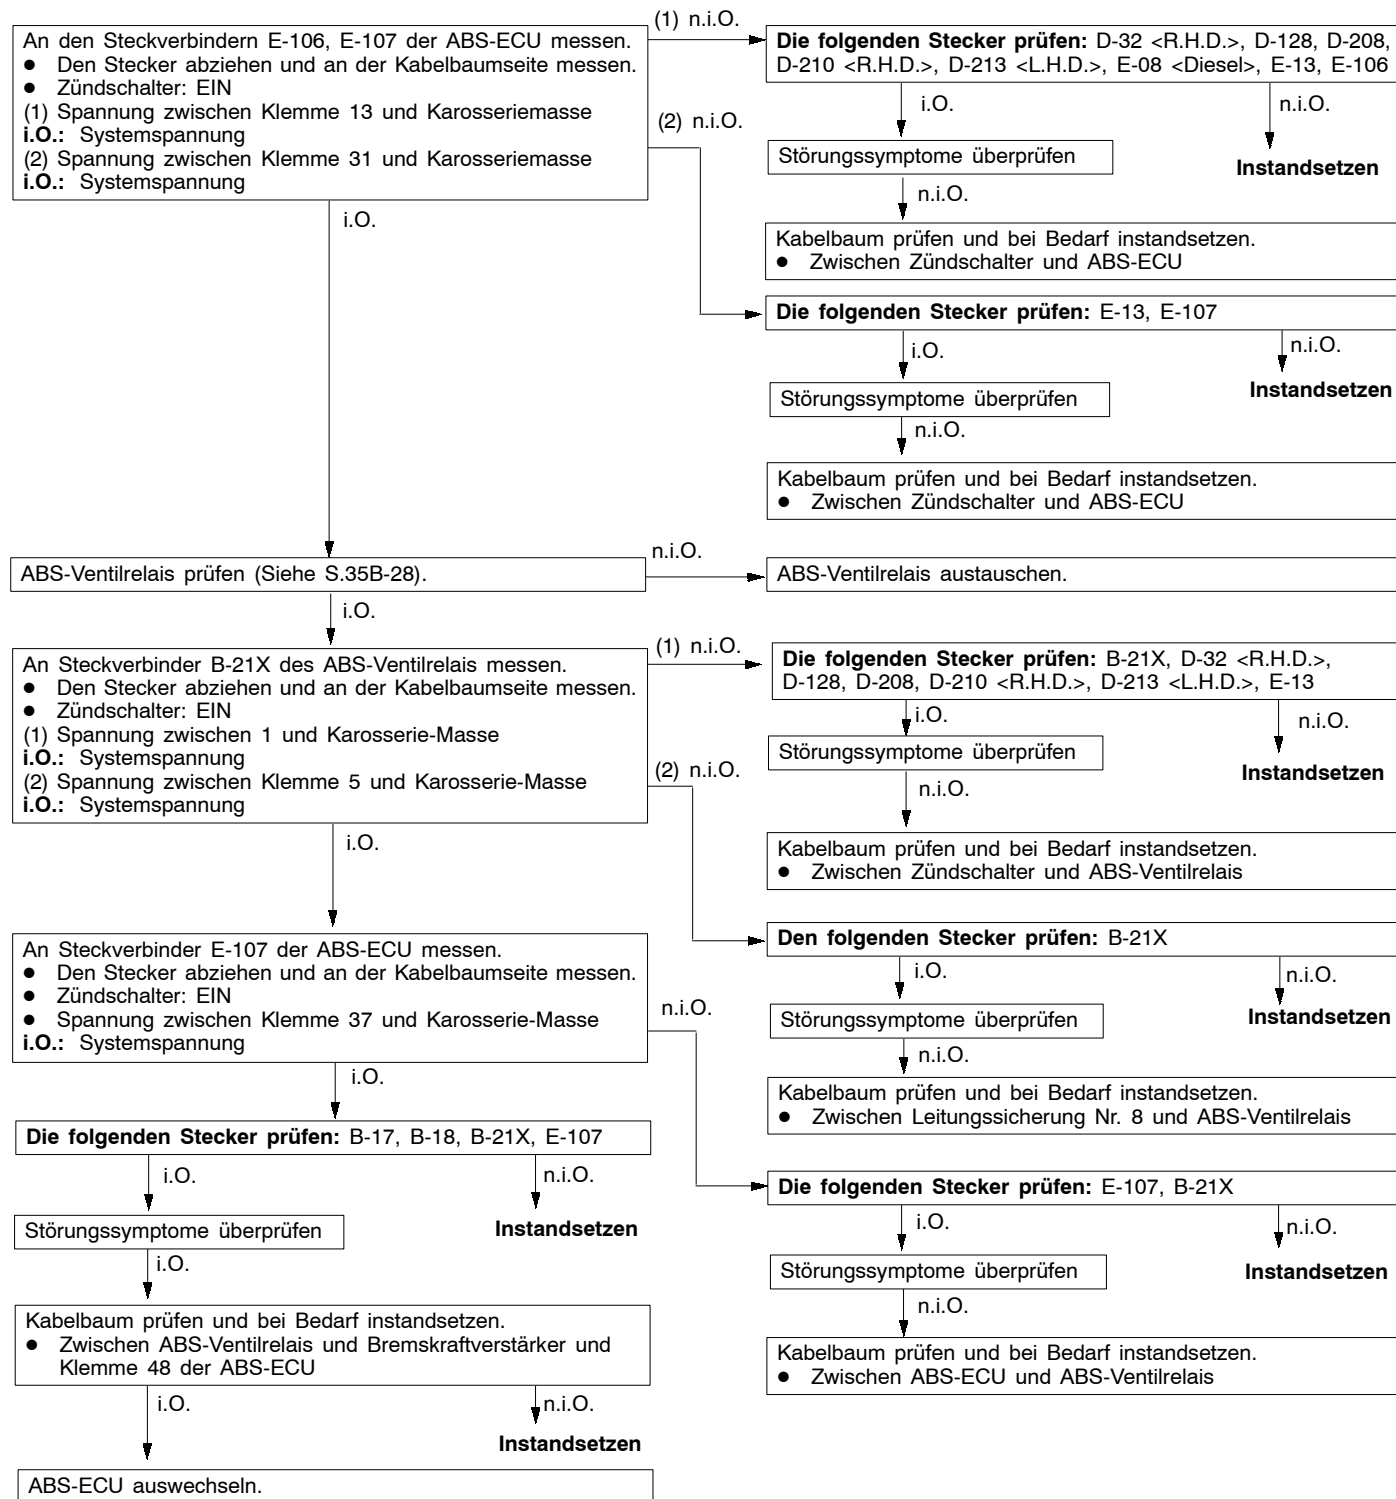 An den Steckverbindern E-106, E-107 der ABS-ECU messen.
● Den Stecker abziehen und an der Kabelbaumseite messen.
● Zündschalter: EIN
(1) Spannung zwischen Klemme 13 und Karosseriemasse
i.O.: Systemspannung
(2) Spannung zwischen Klemme 31 und Karosseriemasse
i.O.: Systemspannung
(1) n.i.O.
Die folgenden Stecker prüfen: D-32 <R.H.D.>, D-128, D-208,
D-210 <R.H.D.>, D-213 <L.H.D.>, E-08 <Diesel>, E-13, E-106
i.O.
n.i.O.
Störungssymptome überprüfen
Instandsetzen
n.i.O.
Kabelbaum prüfen und bei Bedarf instandsetzen.
● Zwischen Zündschalter und ABS-ECU
(2) n.i.O.
Die folgenden Stecker prüfen: E-13, E-107
i.O.
n.i.O.
Störungssymptome überprüfen
Instandsetzen
n.i.O.
Kabelbaum prüfen und bei Bedarf instandsetzen.
● Zwischen Zündschalter und ABS-ECU
i.O.
ABS-Ventilrelais prüfen (Siehe S.35B-28).
n.i.O.
ABS-Ventilrelais austauschen.
i.O.
An Steckverbinder B-21X des ABS-Ventilrelais messen.
● Den Stecker abziehen und an der Kabelbaumseite messen.
● Zündschalter: EIN
(1) Spannung zwischen 1 und Karosserie-Masse
i.O.: Systemspannung
(2) Spannung zwischen Klemme 5 und Karosserie-Masse
i.O.: Systemspannung
(1) n.i.O.
Die folgenden Stecker prüfen: B-21X, D-32 <R.H.D.>,
D-128, D-208, D-210 <R.H.D.>, D-213 <L.H.D.>, E-13
i.O.
n.i.O.
Störungssymptome überprüfen
Instandsetzen
n.i.O.
Kabelbaum prüfen und bei Bedarf instandsetzen.
● Zwischen Zündschalter und ABS-Ventilrelais
(2) n.i.O.
Den folgenden Stecker prüfen: B-21X
i.O.
n.i.O.
Störungssymptome überprüfen
Instandsetzen
n.i.O.
Kabelbaum prüfen und bei Bedarf instandsetzen.
● Zwischen Leitungssicherung Nr. 8 und ABS-Ventilrelais
i.O.
An Steckverbinder E-107 der ABS-ECU messen.
● Den Stecker abziehen und an der Kabelbaumseite messen.
● Zündschalter: EIN
● Spannung zwischen Klemme 37 und Karosserie-Masse
i.O.: Systemspannung
n.i.O.
Die folgenden Stecker prüfen: E-107, B-21X
i.O.
n.i.O.
Störungssymptome überprüfen
Instandsetzen
n.i.O.
Kabelbaum prüfen und bei Bedarf instandsetzen.
● Zwischen ABS-ECU und ABS-Ventilrelais
i.O.
Die folgenden Stecker prüfen: B-17, B-18, B-21X, E-107
i.O.
n.i.O.
Störungssymptome überprüfen
Instandsetzen
i.O.
Kabelbaum prüfen und bei Bedarf instandsetzen.
● Zwischen ABS-Ventilrelais und Bremskraftverstärker und
Klemme 48 der ABS-ECU
i.O.
n.i.O.
Instandsetzen
ABS-ECU auswechseln.